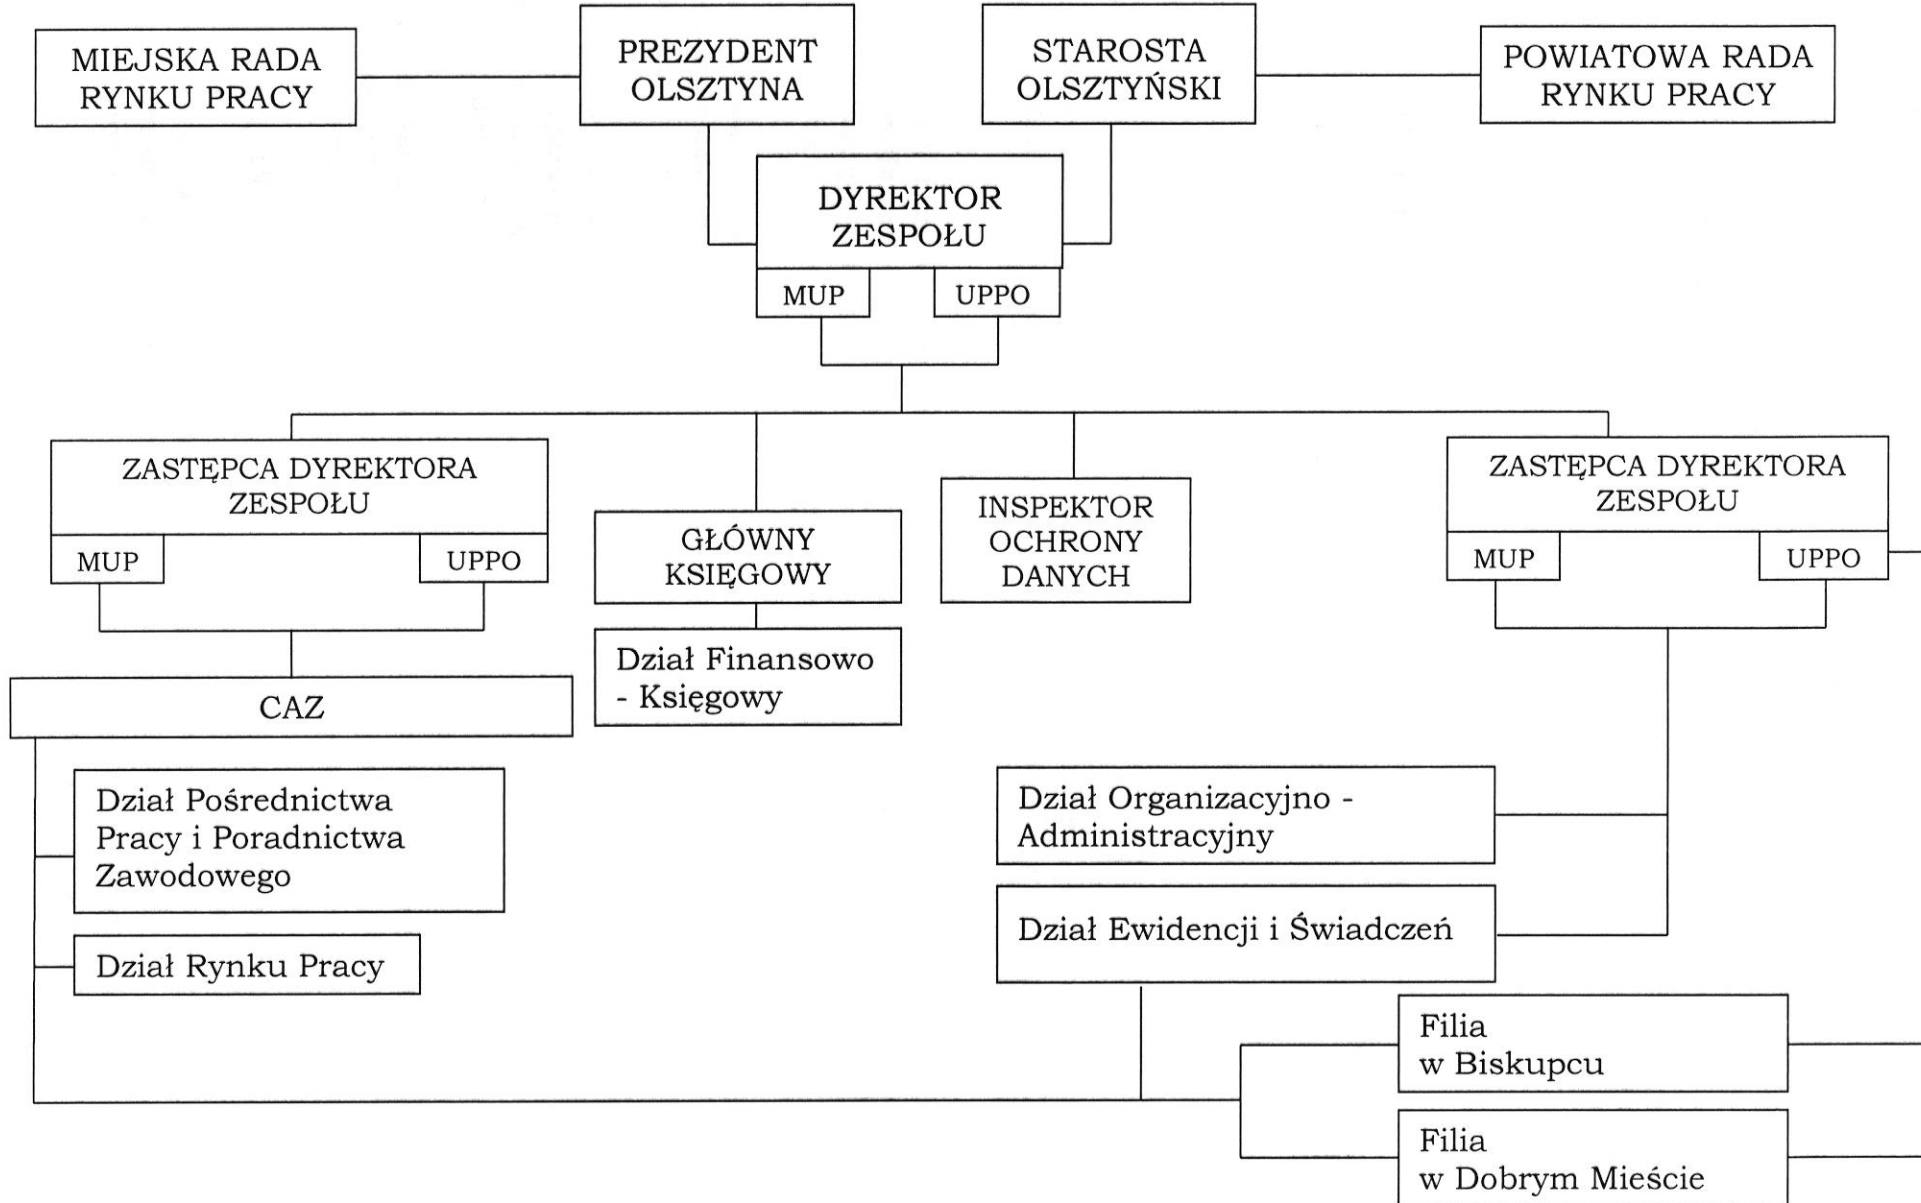 MIEJSKA RADA
RYNKU PRACY
PREZYDENT
OLSZTYNA
STAROSTA
OLSZTYŃSKI
POWIATOWA RADA
RYNKU PRACY
DYREKTOR
ZESPOŁU
MUP
UPPO
ZASTĘPCA DYREKTORA
ZESPOŁU
MUP
UPPO
GŁÓWNY
KSIĘGOWY
INSPEKTOR
OCHRONY
DANYCH
ZASTĘPCA DYREKTORA
ZESPOŁU
MUP
UPPO
Dział Finansowo
- Księgowy
CAZ
Dział Pośrednictwa
Pracy i Poradnictwa
Zawodowego
Dział Rynku Pracy
Dział Organizacyjno -
Administracyjny
Dział Ewidencji i Świadczeń
Filia
w Biskupcu
Filia
w Dobrym Mieście